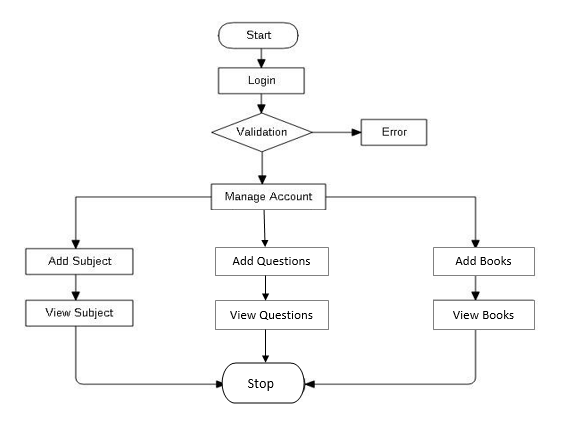 Start
Login
Validation
Error
Manage Account
Add Subject
Add Questions
Add Books
View Subject
View Questions
View Books
Stop